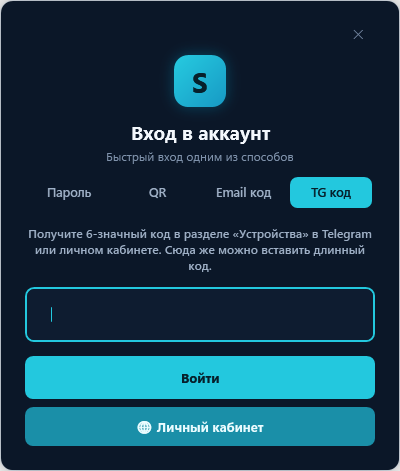 S
Вход в аккаунт
Быстрый вход одним из способов
Пароль QR Email код TG код
Получите 6-значный код в разделе «Устройства» в Telegram
или личном кабинете. Сюда же можно вставить длинный
код.
Войти
Личный кабинет